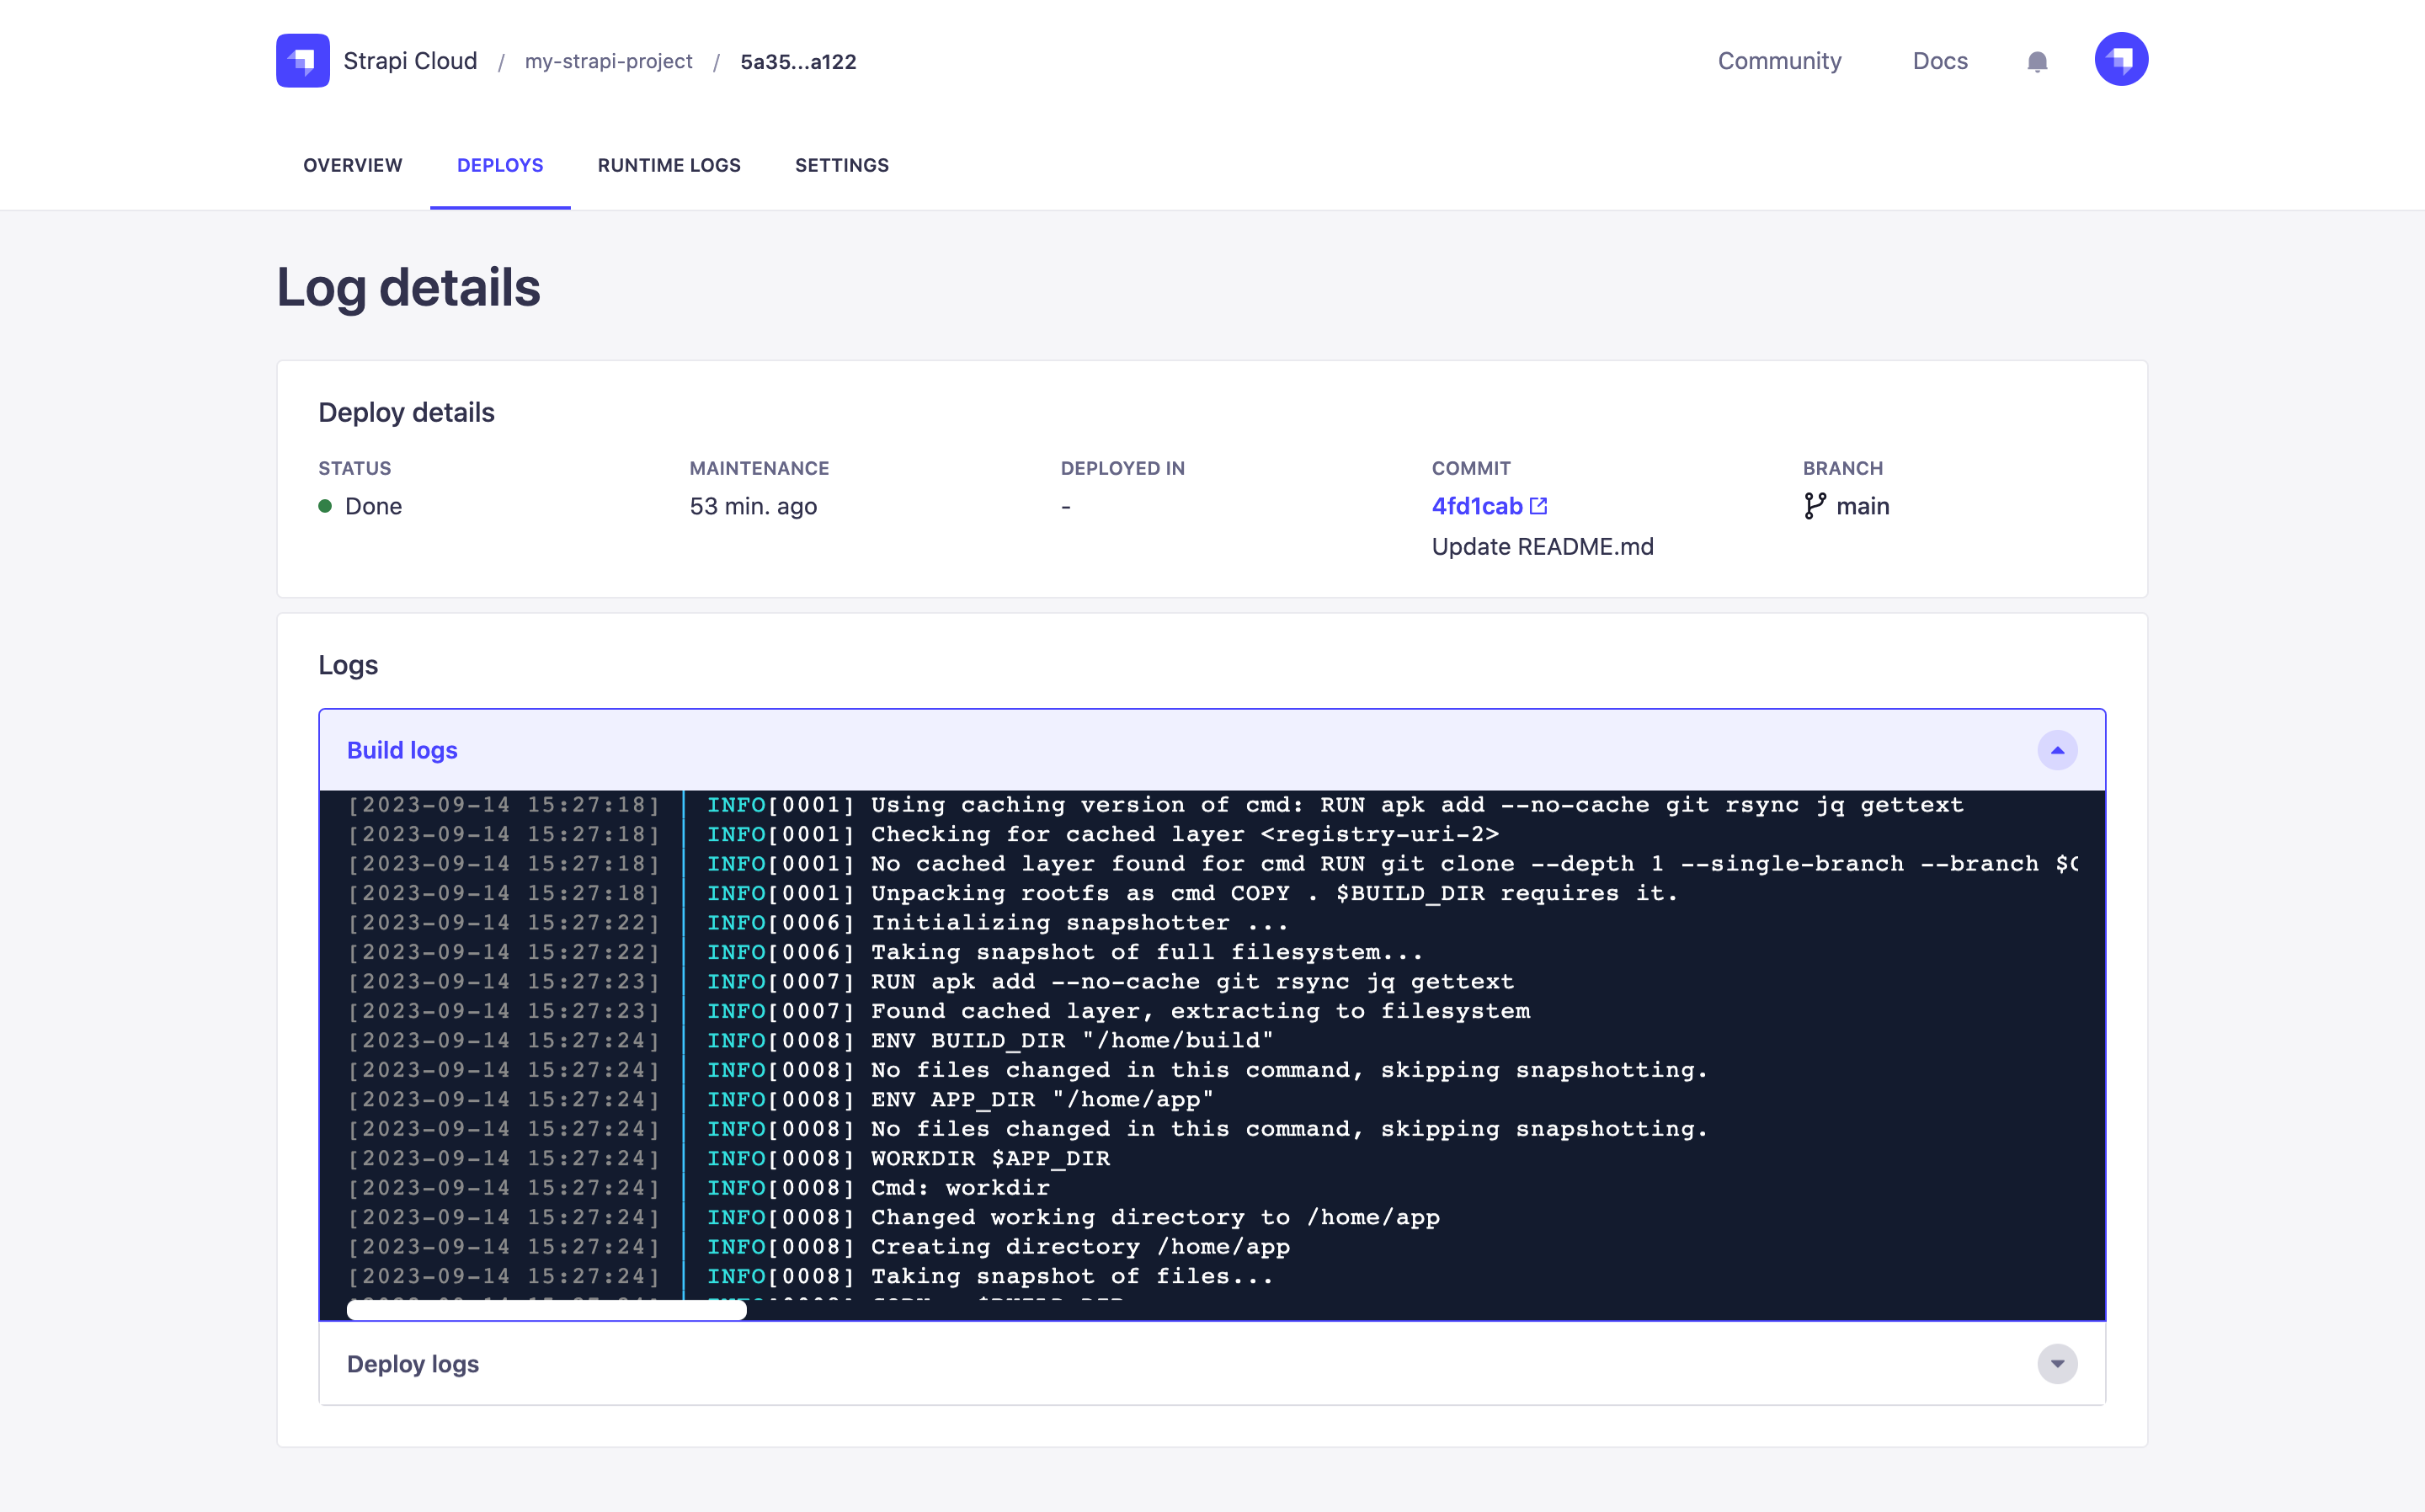 Strapi Cloud / my-strapi-project / 5a35...a122
Community Docs
OVERVIEW DEPLOYS RUNTIME LOGS SETTINGS
Log details
Deploy details
STATUS MAINTENANCE DEPLOYED IN COMMIT BRANCH
Done 53 min. ago - 4fd1cab main
Update README.md
Logs
Build logs
[2023-09-14 15:27:18] INFO[0001] Using caching version of cmd: RUN apk add --no-cache git rsync jq gettext
[2023-09-14 15:27:18] INFO[0001] Checking for cached layer <registry-uri-2>
[2023-09-14 15:27:18] INFO[0001] No cached layer found for cmd RUN git clone --depth 1 --single-branch --branch
[2023-09-14 15:27:18] INFO[0001] Unpacking rootfs as cmd COPY . $BUILD_DIR requires it.
[2023-09-14 15:27:22] INFO[0006] Initializing snapshotter ...
[2023-09-14 15:27:22] INFO[0006] Taking snapshot of full filesystem...
[2023-09-14 15:27:23] INFO[0007] RUN apk add --no-cache git rsync jq gettext
[2023-09-14 15:27:23] INFO[0007] Found cached layer, extracting to filesystem
[2023-09-14 15:27:24] INFO[0008] ENV BUILD_DIR "/home/build"
[2023-09-14 15:27:24] INFO[0008] No files changed in this command, skipping snapshotting.
[2023-09-14 15:27:24] INFO[0008] ENV APP_DIR "/home/app"
[2023-09-14 15:27:24] INFO[0008] No files changed in this command, skipping snapshotting.
[2023-09-14 15:27:24] INFO[0008] WORKDIR $APP_DIR
[2023-09-14 15:27:24] INFO[0008] Cmd: workdir
[2023-09-14 15:27:24] INFO[0008] Changed working directory to /home/app
[2023-09-14 15:27:24] INFO[0008] Creating directory /home/app
[2023-09-14 15:27:24] INFO[0008] Taking snapshot of files...
Deploy logs